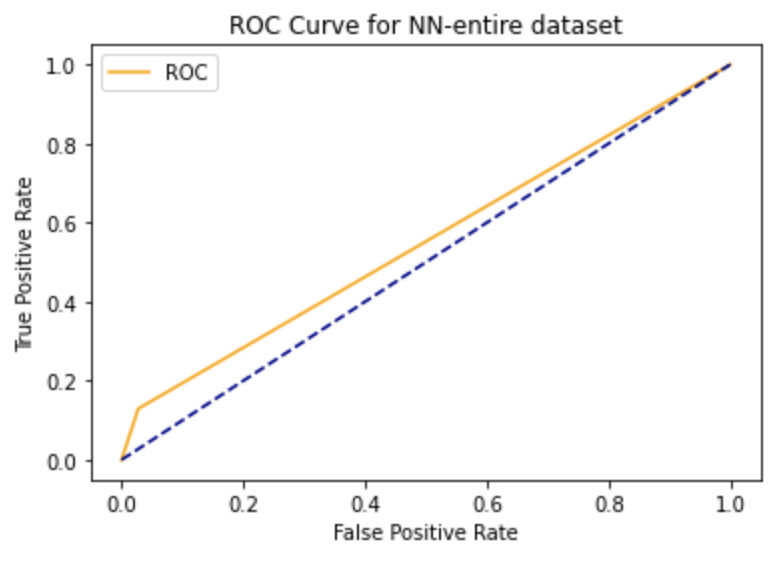 ROC Curve for NN-entire dataset
ROC
True Positive Rate
1.0
0.8
0.6
0.4
0.2
0.0
0.0 0.2 0.4 0.6 0.8 1.0
False Positive Rate